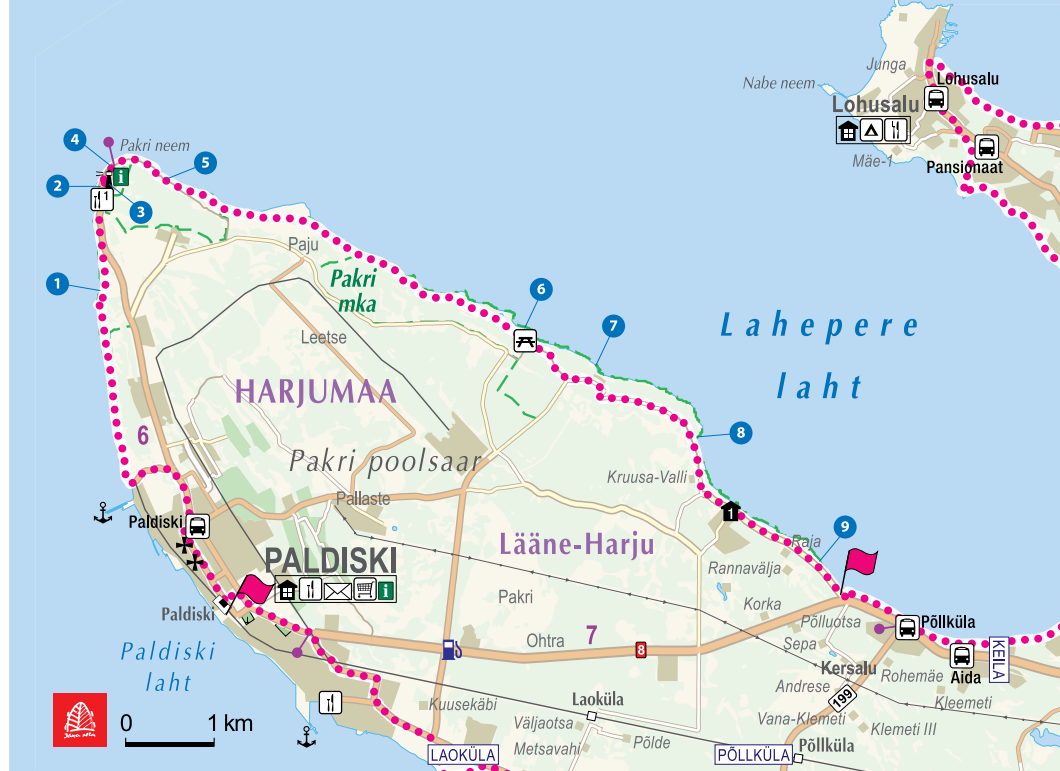 Junga
Lohusalu
Nabe neem
Lohusalu
Mäe-1
Pansionaat
4
Pakri neem
5
2
i
1
3
Paju
1
Pakri
mka
6
7
Lahepere
laht
Leetse
HARJUMAA
8
6
Pakri poolsaar
Kruusa-Valli
Pallaste
1
9
Paldiski
Lääne-Harju
Raja
PALDISKI
Rannavälja
i
Pakri
Korka
Paldiski
Põlluotsa
Põllküla
7
Ohtra
8
Sepa
KEILA
Paldiski
laht
Kersalu
Rohemäe
Aida
Andrese
199
Kleemeti
Laoküla
Kuusekäbi
Väljaotsa
Vana-Klemeti
Klemeti III
0 1 km
Põlde
Metsavahi
Põllküla
LAOKÜLA
PÕLLKÜLA